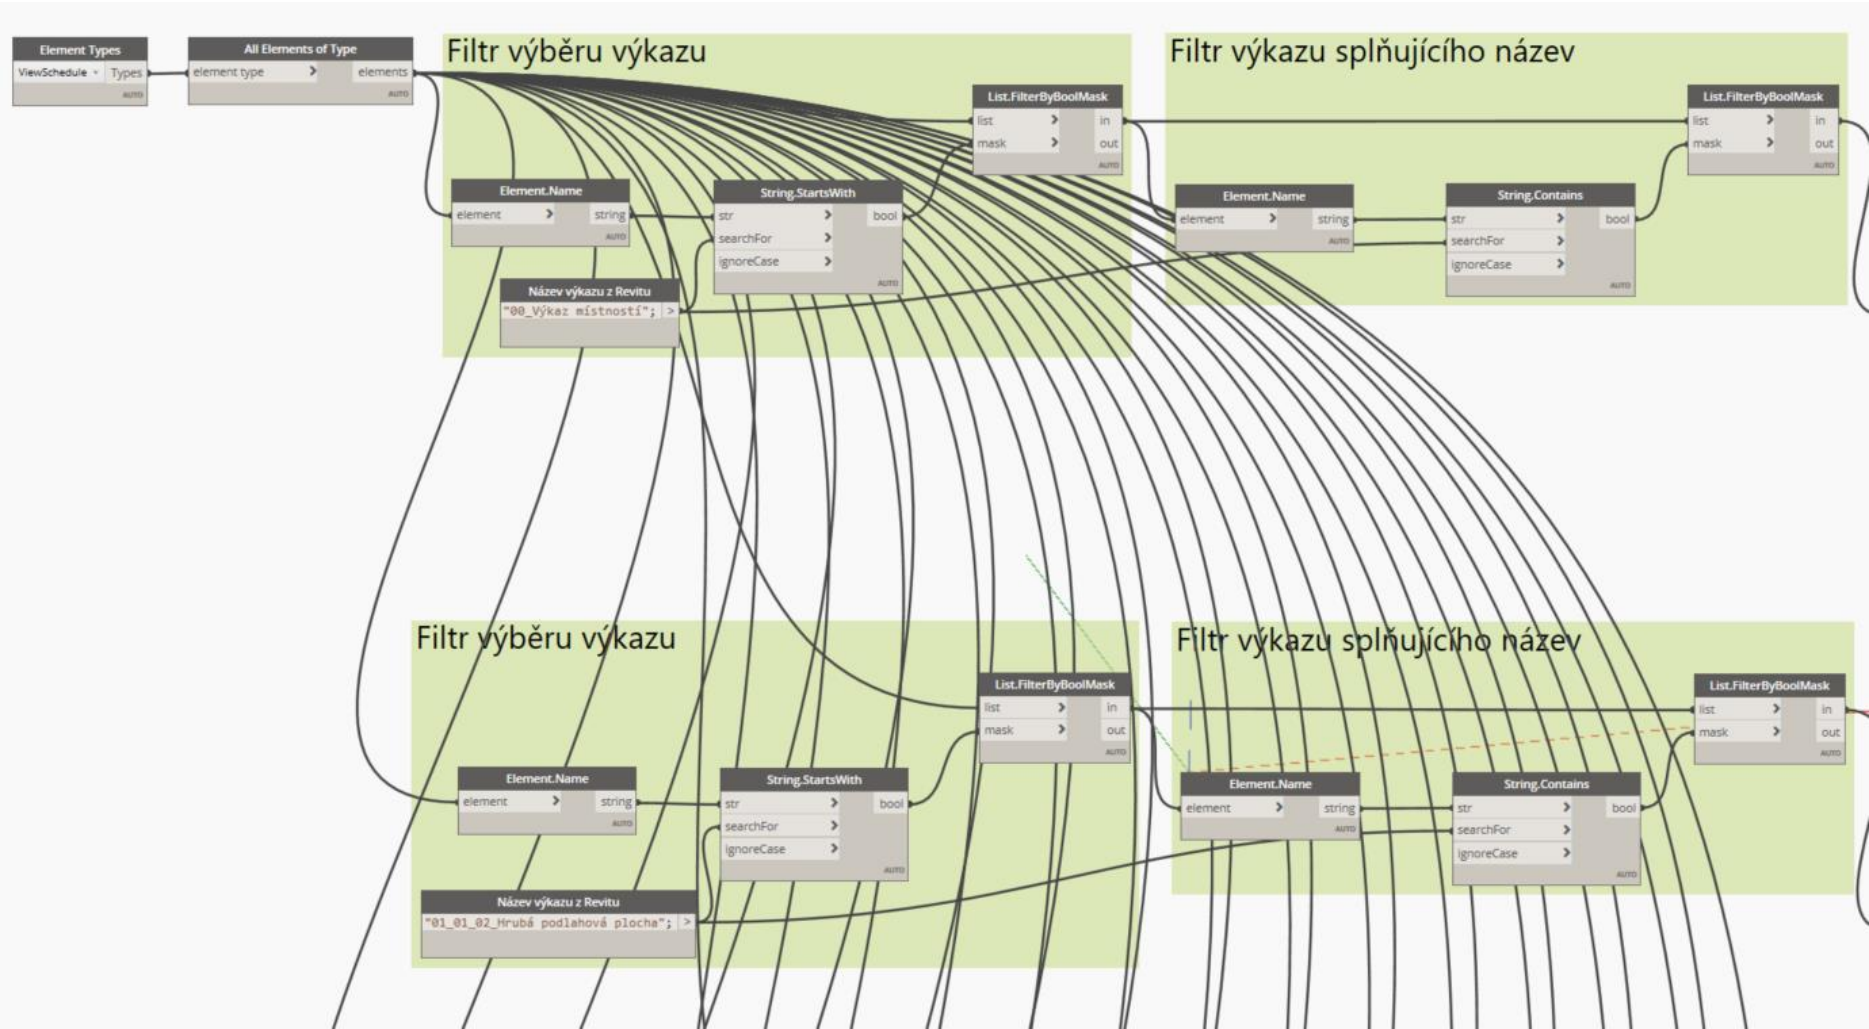 Element Types
ViewSchedule Types
AUTO
All Elements of Type
element type > elements
AUTO
Filtr výběru výkazu
List.FilterByBoolMask
list > in
mask > out
AUTO
Element.Name
element > string
AUTO
String.StartsWith
str > bool
searchFor >
ignoreCase >
AUTO
Název výkazu z Revitu
"00_Výkaz místností"; >
Filtr výkazu splňujícího název
List.FilterByBoolMask
list > in
mask > out
AUTO
Element.Name
element > string
AUTO
String.Contains
str > bool
searchFor >
ignoreCase >
AUTO
Filtr výběru výkazu
List.FilterByBoolMask
list > in
mask > out
AUTO
Element.Name
element > string
AUTO
String.StartsWith
str > bool
searchFor >
ignoreCase >
AUTO
Název výkazu z Revitu
"01_01_02_Hrubá podlahová plocha"; >
Filtr výkazu splňujícího název
List.FilterByBoolMask
list > in
mask > out
AUTO
Element.Name
element > string
AUTO
String.Contains
str > bool
searchFor >
ignoreCase >
AUTO